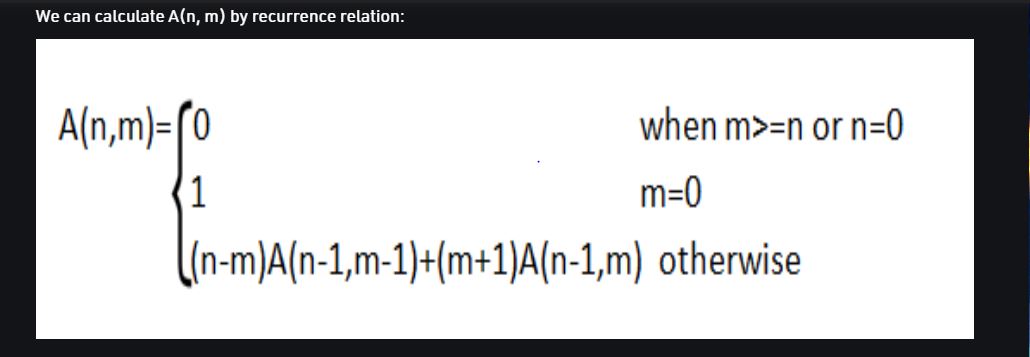 We can calculate A(n, m) by recurrence relation:
A(n,m)={0 when m>=n or n=0
1 m=0
(n-m)A(n-1,m-1)+(m+1)A(n-1,m) otherwise